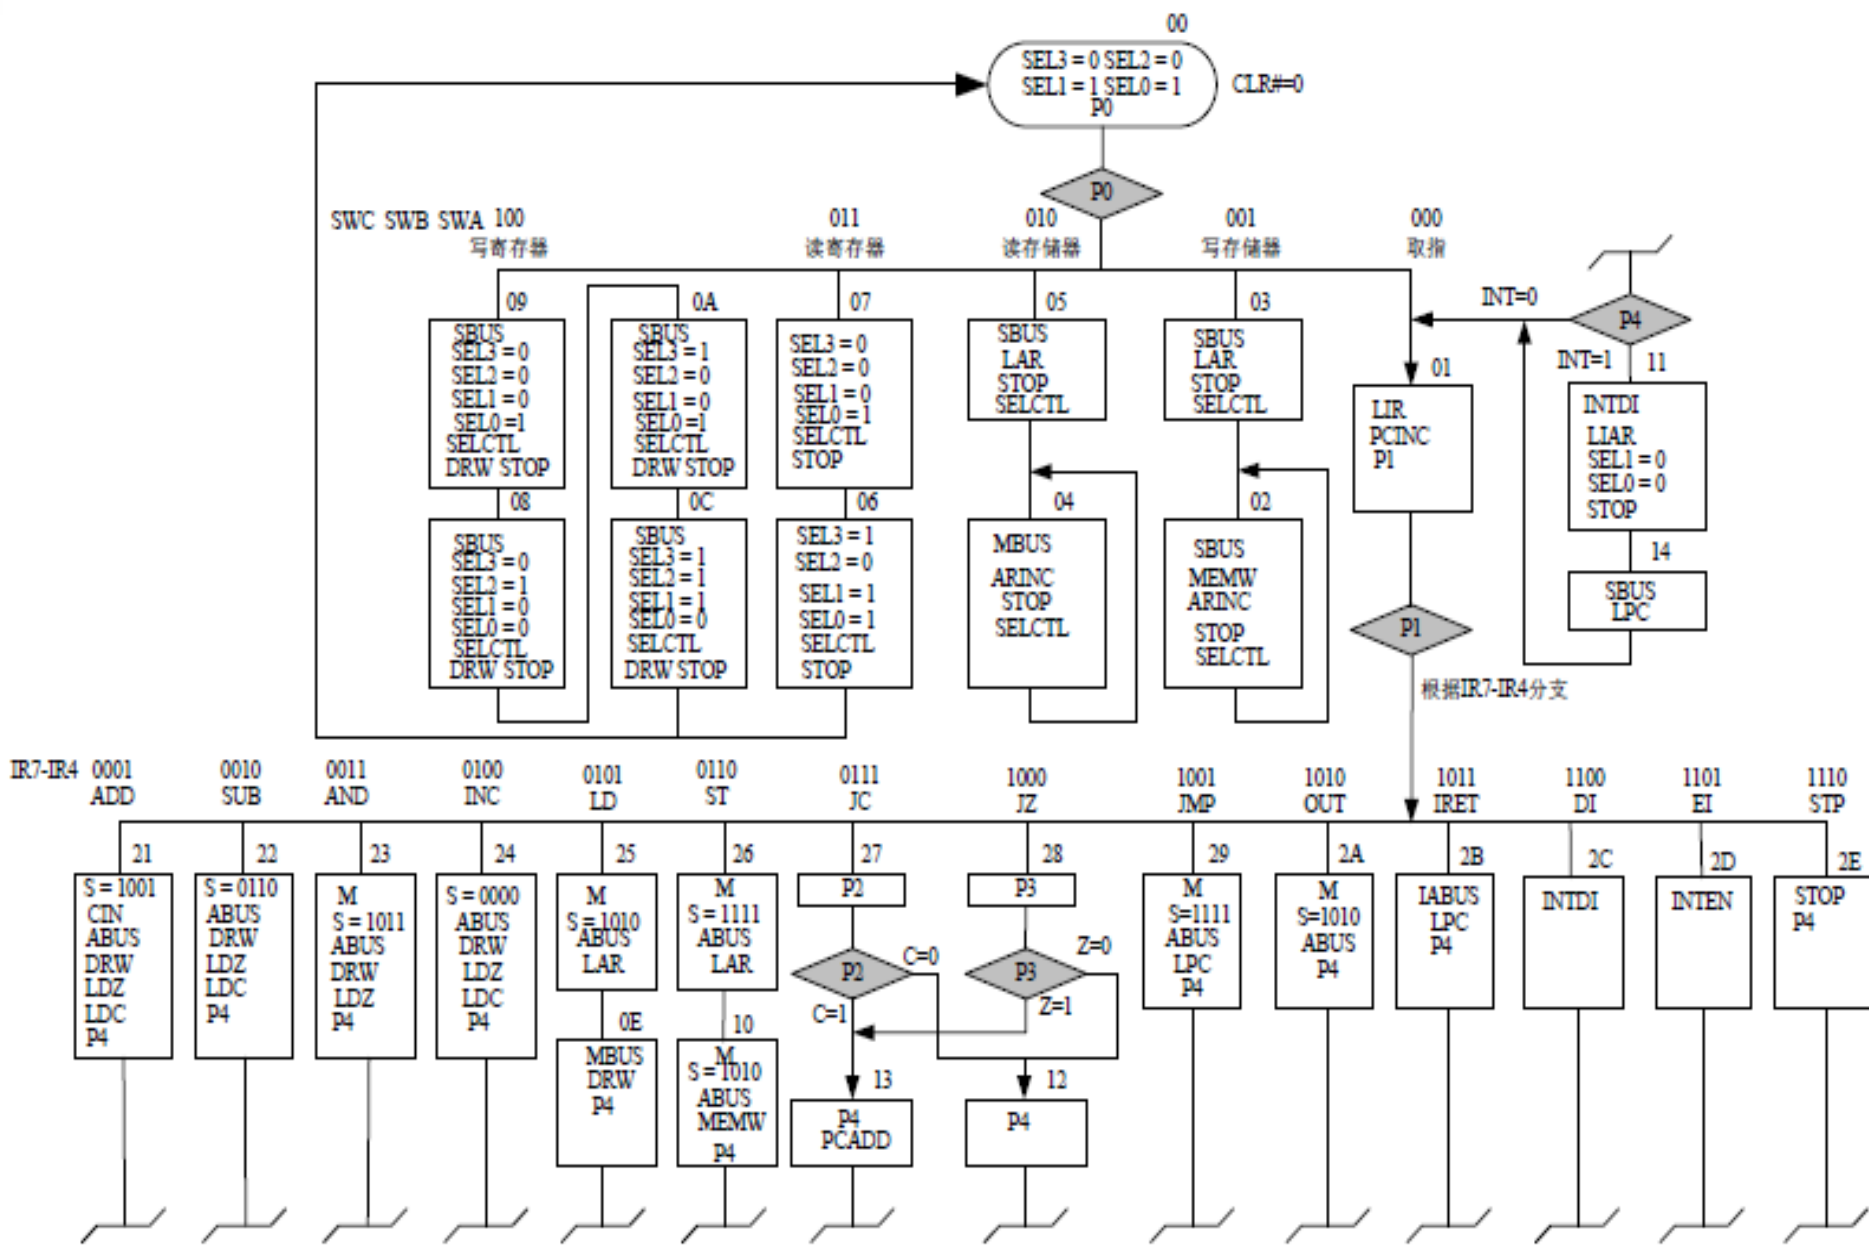 00
SEL3 = 0 SEL2 = 0
SEL1 = 1 SEL0 = 1
P0
CLR#=0
P0
SWC SWB SWA 100
写寄存器
011
读寄存器
010
读存储器
001
写存储器
000
取指
09
SBUS
SEL3 = 0
SEL2 = 0
SEL1 = 0
SEL0 =1
SELCTL
DRW STOP
08
SBUS
SEL3 = 0
SEL2 = 1
SEL1 = 0
SEL0 = 0
SELCTL
DRW STOP
0A
SBUS
SEL3 = 1
SEL2 = 0
SEL1 = 0
SEL0 =1
SELCTL
DRW STOP
0C
SBUS
SEL3 = 1
SEL2 = 1
SEL1 = 1
SEL0 = 0
SELCTL
DRW STOP
07
SEL3 = 0
SEL2 = 0
SEL1 = 0
SEL0 = 1
SELCTL
STOP
06
SEL3 = 1
SEL2 = 0
SEL1 = 1
SEL0 = 1
SELCTL
STOP
05
SBUS
LAR
STOP
SELCTL
04
MBUS
ARINC
STOP
SELCTL
03
SBUS
LAR
STOP
SELCTL
02
SBUS
MEMW
ARINC
STOP
SELCTL
01
LIR
PCINC
P1
P1
根据IR7-IR4分支
INT=0
P4
INT=1
11
INTDI
LIAR
SEL1 = 0
SEL0 = 0
STOP
14
SBUS
LPC
IR7-IR4
0001
ADD
0010
SUB
0011
AND
0100
INC
0101
LD
0110
ST
0111
JC
1000
JZ
1001
JMP
1010
OUT
1011
IRET
1100
DI
1101
EI
1110
STP
21
S = 1001
CIN
ABUS
DRW
LDZ
LDC
P4
22
S = 0110
ABUS
DRW
LDZ
LDC
P4
23
M
S = 1011
ABUS
DRW
LDZ
P4
24
S = 0000
ABUS
DRW
LDZ
LDC
P4
25
M
S = 1010
ABUS
LAR
0E
MBUS
DRW
P4
26
M
S = 1111
ABUS
LAR
10
M
S = 1010
ABUS
MEMW
P4
27
P2
P2
C=0
C=1
13
P4
PCADD
28
P3
P3
Z=0
Z=1
12
P4
29
M
S=1111
ABUS
LPC
P4
2A
M
S=1010
ABUS
P4
2B
IABUS
LPC
P4
2C
INTDI
2D
INTEN
2E
STOP
P4